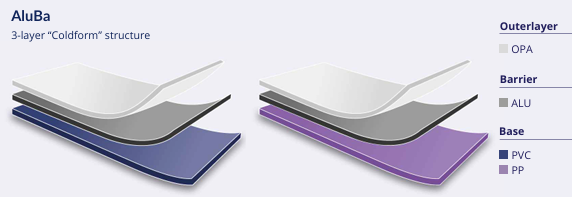 AluBa
3-layer “Coldform” structure
Outerlayer
OPA
Barrier
ALU
Base
PVC
PP